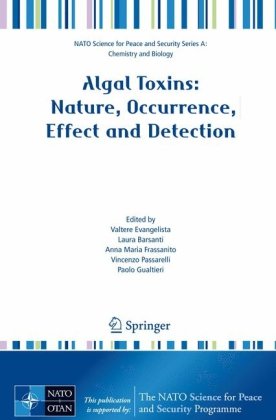 NATO Science for Peace and Security Series A:
Chemistry and Biology
Algal Toxins:
Nature, Occurrence,
Effect and Detection
Edited by
Valtere Evangelista
Laura Barsanti
Anna Maria Frassanito
Vincenzo Passarelli
Paolo Gualtieri
Springer
NATO
OTAN
This publication
is supported by:
The NATO Science for Peace
and Security Programme